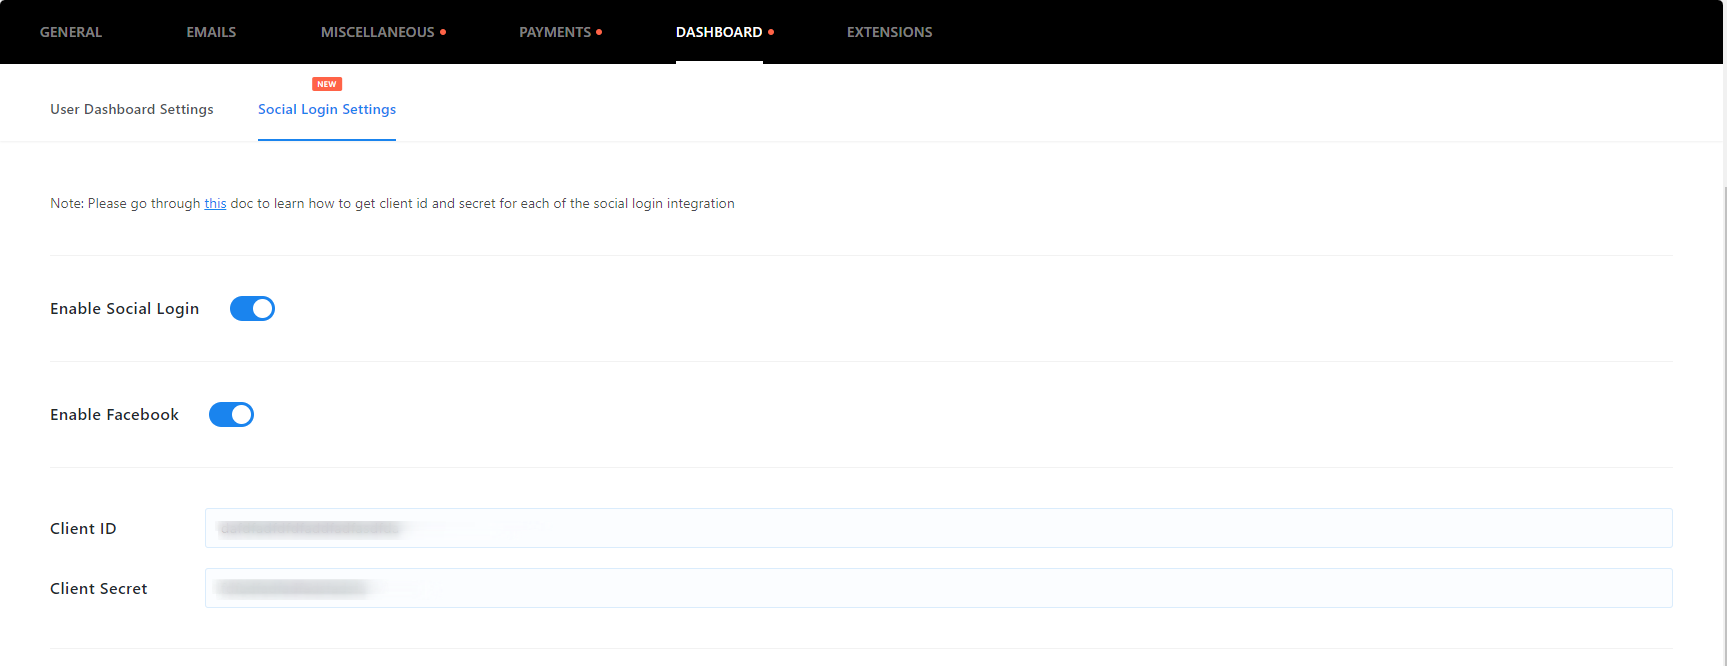 GENERAL EMAILS MISCELLANEOUS PAYMENTS DASHBOARD EXTENSIONS
NEW
User Dashboard Settings Social Login Settings
Note: Please go through this doc to learn how to get client id and secret for each of the social login integration
Enable Social Login
Enable Facebook
Client ID
Client Secret